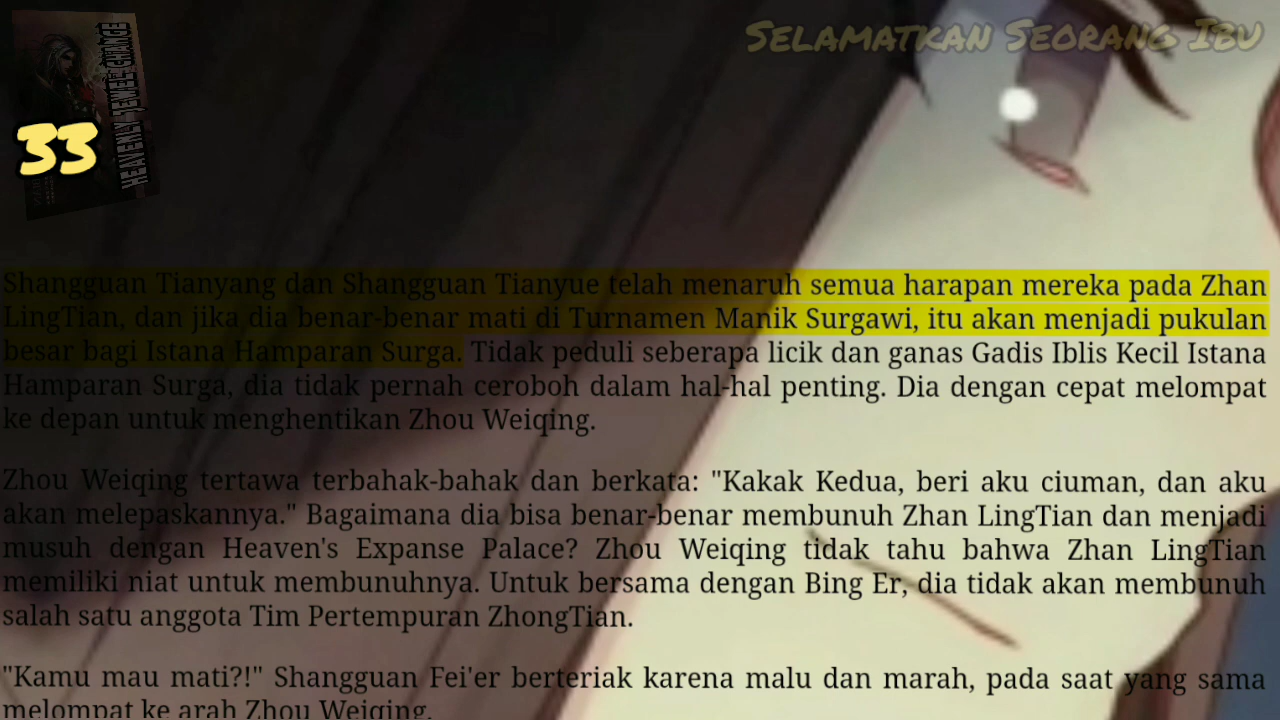 Selamatkan Seorang Ibu
HEAVENLY JEWEL CHANGE
33
Shangguan Tianyang dan Shangguan Tianyue telah menaruh semua harapan mereka pada Zhan
LingTian, dan jika dia benar-benar mati di Turnamen Manik Surgawi, itu akan menjadi pukulan
besar bagi Istana Hamparan Surga. Tidak peduli seberapa licik dan ganas Gadis Iblis Kecil Istana
Hamparan Surga, dia tidak pernah ceroboh dalam hal-hal penting. Dia dengan cepat melompat
ke depan untuk menghentikan Zhou Weiqing.
Zhou Weiqing tertawa terbahak-bahak dan berkata: "Kakak Kedua, beri aku ciuman, dan aku
akan melepaskannya." Bagaimana dia bisa benar-benar membunuh Zhan LingTian dan menjadi
musuh dengan Heaven's Expanse Palace? Zhou Weiqing tidak tahu bahwa Zhan LingTian
memiliki niat untuk membunuhnya. Untuk bersama dengan Bing Er, dia tidak akan membunuh
salah satu anggota Tim Pertempuran ZhongTian.
"Kamu mau mati?!" Shangguan Fei'er berteriak karena malu dan marah, pada saat yang sama
melompat ke arah Zhou Weiqing.